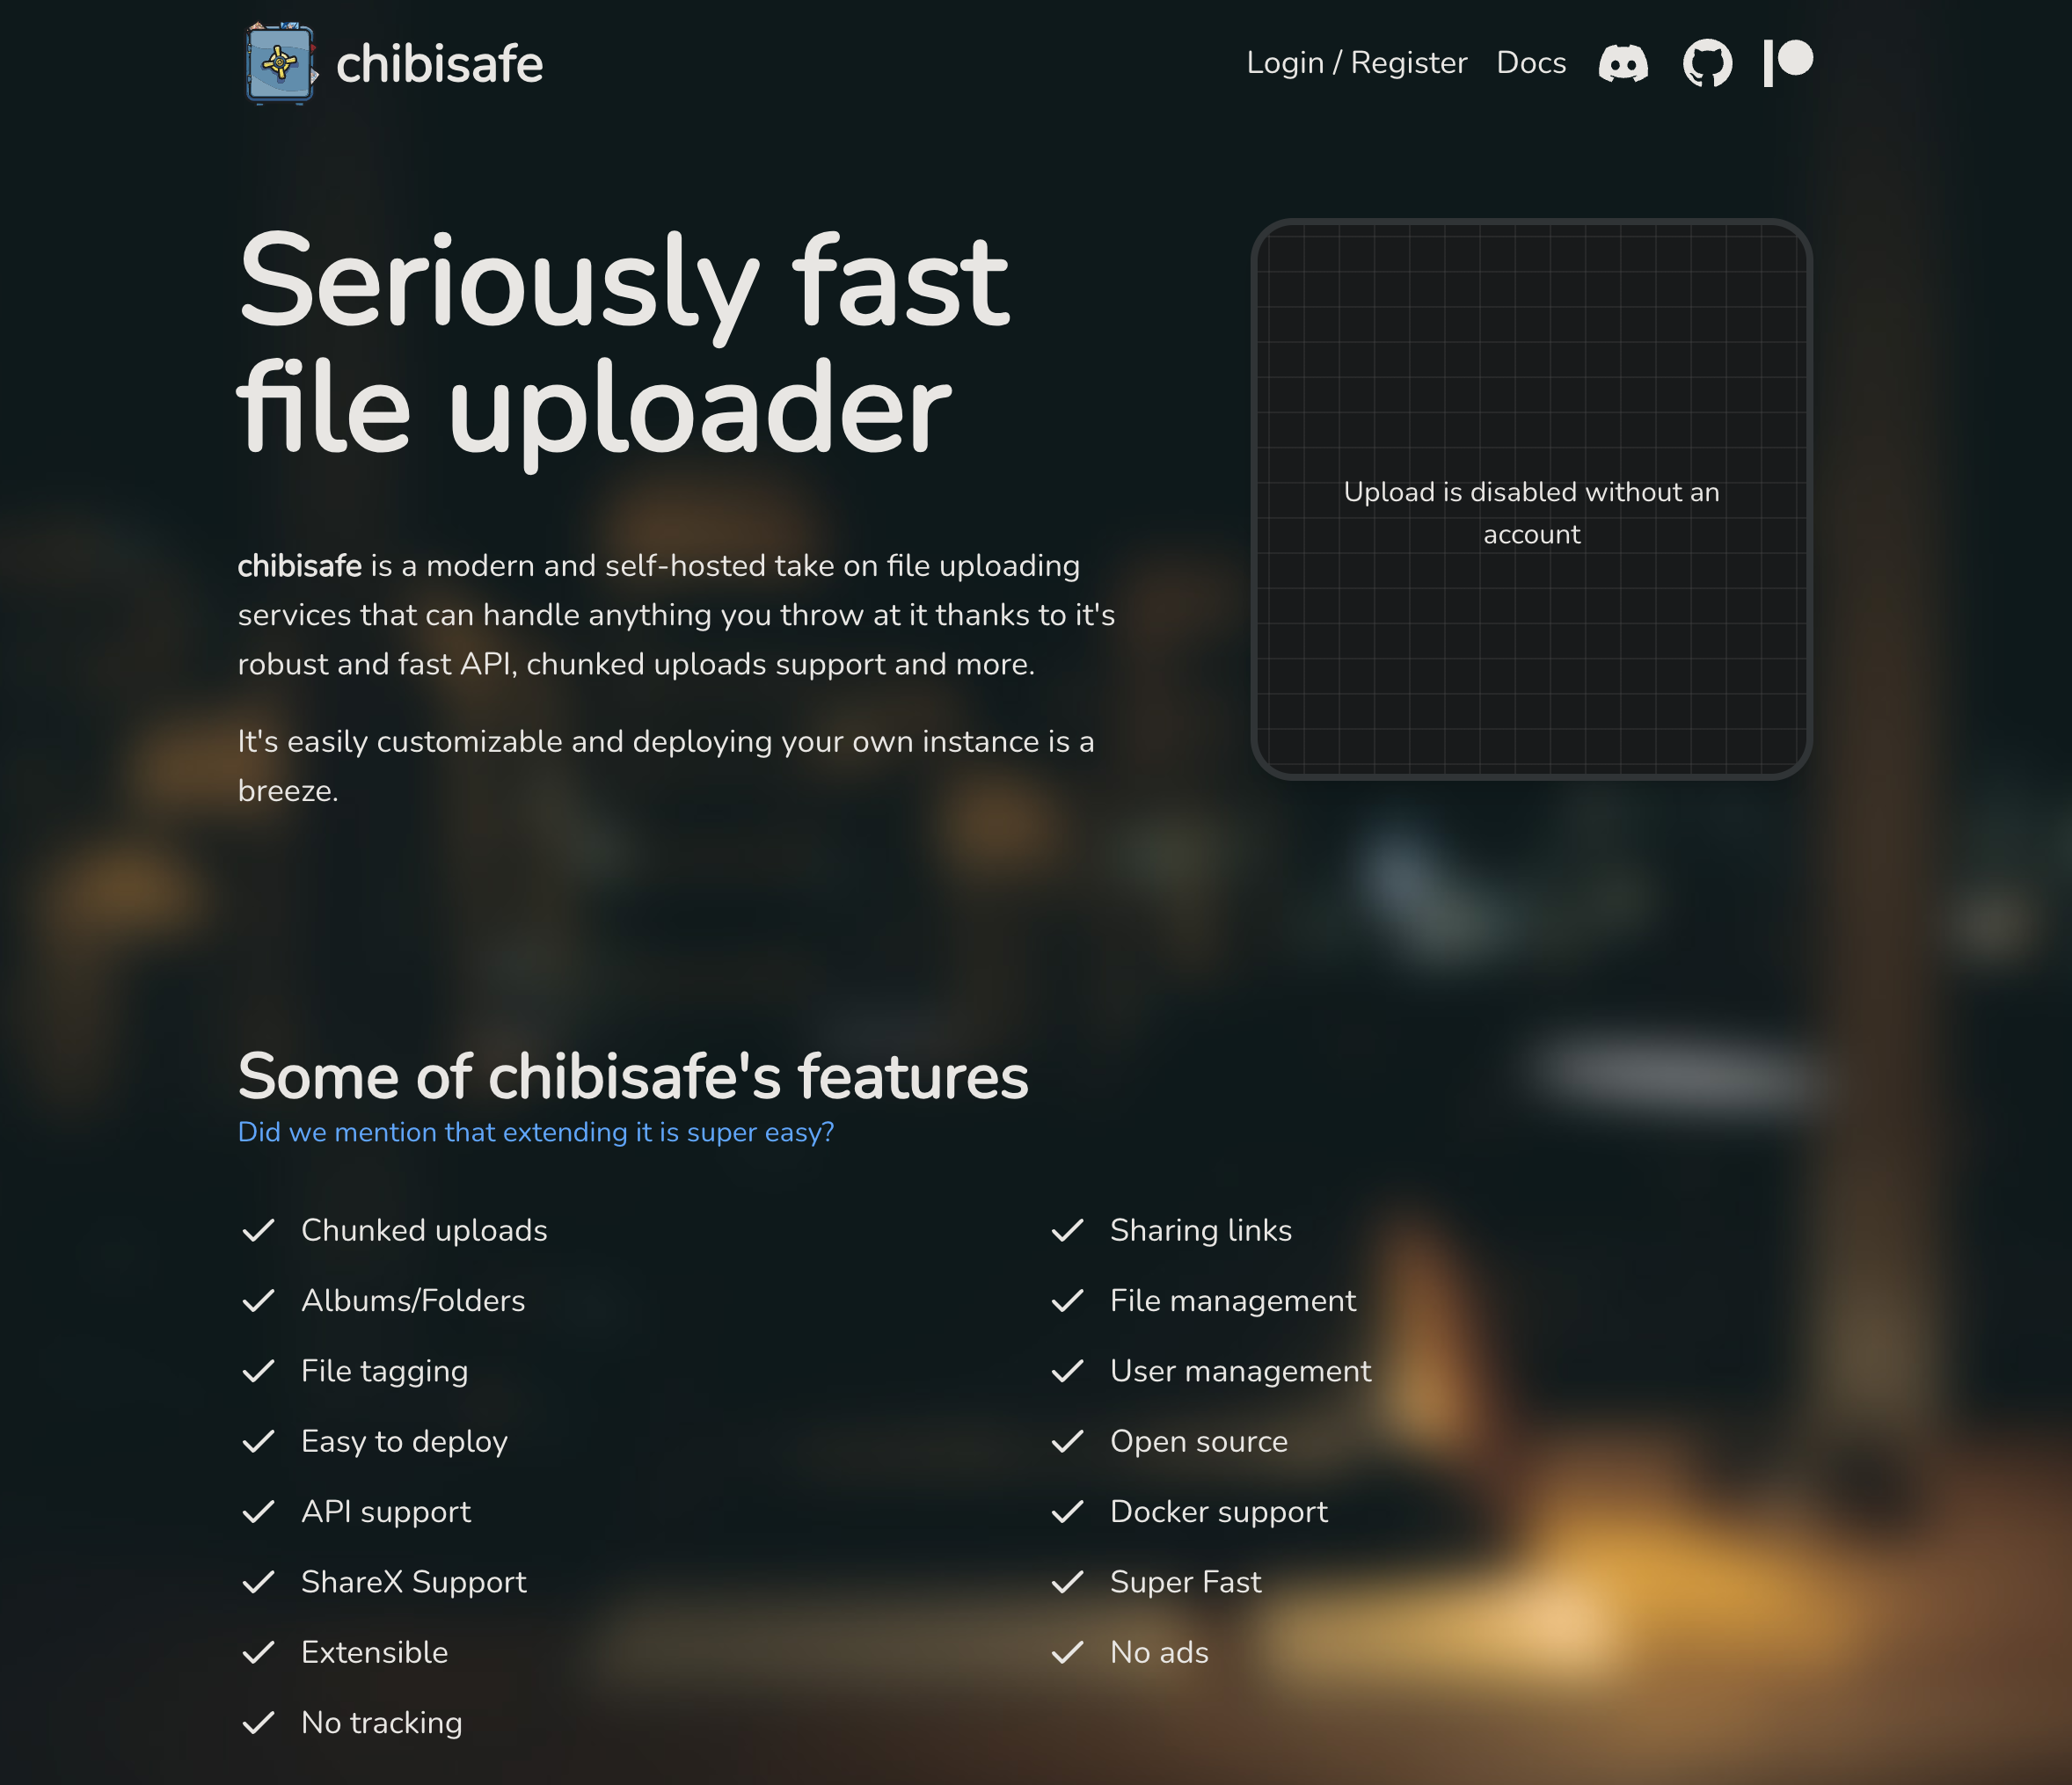 chibisafe
Login / Register Docs
Seriously fast
file uploader
Upload is disabled without an
account
chibisafe is a modern and self-hosted take on file uploading
services that can handle anything you throw at it thanks to it's
robust and fast API, chunked uploads support and more.
It's easily customizable and deploying your own instance is a
breeze.
Some of chibisafe's features
Did we mention that extending it is super easy?
Chunked uploads
Sharing links
Albums/Folders
File management
File tagging
User management
Easy to deploy
Open source
API support
Docker support
ShareX Support
Super Fast
Extensible
No ads
No tracking